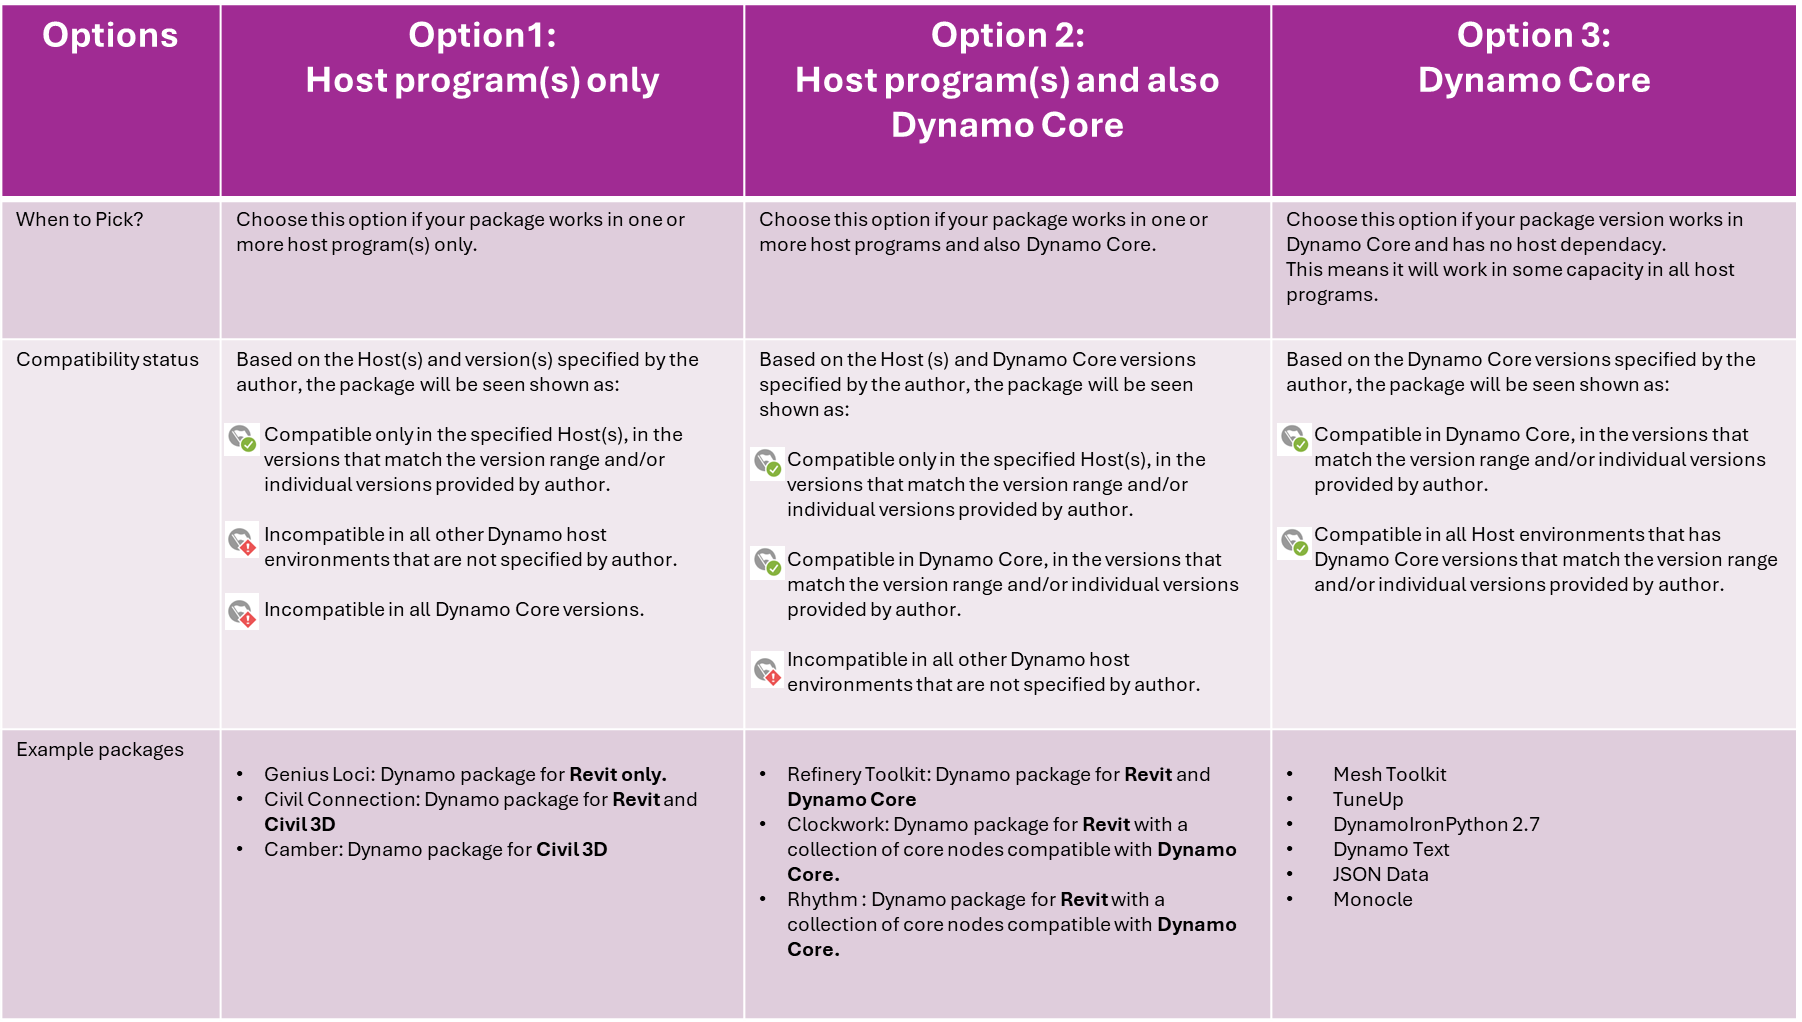 Options
Option1:
Host program(s) only
Option 2:
Host program(s) and also
Dynamo Core
Option 3:
Dynamo Core
When to Pick?
Choose this option if your package works in one or
more host program(s) only.
Choose this option if your package works in one or
more host programs and also Dynamo Core.
Choose this option if your package version works in
Dynamo Core and has no host dependacy.
This means it will work in some capacity in all host
programs.
Compatibility status
Based on the Host(s) and version(s) specified by the
author, the package will be seen shown as:
Compatible only in the specified Host(s), in the
versions that match the version range and/or
individual versions provided by author.
Incompatible in all other Dynamo host
environments that are not specified by author.
Incompatible in all Dynamo Core versions.
Based on the Host (s) and Dynamo Core versions
specified by the author, the package will be seen
shown as:
Compatible only in the specified Host(s), in the
versions that match the version range and/or
individual versions provided by author.
Compatible in Dynamo Core, in the versions that
match the version range and/or individual versions
provided by author.
Incompatible in all other Dynamo host
environments that are not specified by author.
Based on the Dynamo Core versions specified by the
author, the package will be seen shown as:
Compatible in Dynamo Core, in the versions that
match the version range and/or individual versions
provided by author.
Compatible in all Host environments that has
Dynamo Core versions that match the version range
and/or individual versions provided by author.
Example packages
• Genius Loci: Dynamo package for Revit only.
• Civil Connection: Dynamo package for Revit and
Civil 3D
• Camber: Dynamo package for Civil 3D
• Refinery Toolkit: Dynamo package for Revit and
Dynamo Core
• Clockwork: Dynamo package for Revit with a
collection of core nodes compatible with Dynamo
Core.
• Rhythm : Dynamo package for Revit with a
collection of core nodes compatible with Dynamo
Core.
• Mesh Toolkit
• TuneUp
• DynamoIronPython 2.7
• Dynamo Text
• JSON Data
• Monocle